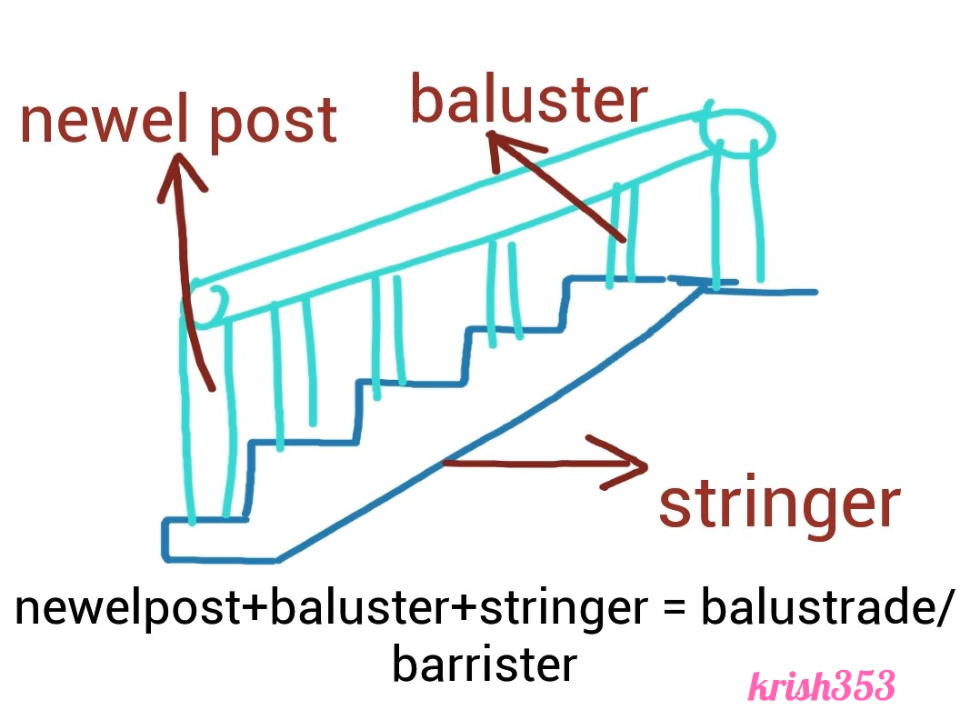 newel post
baluster
stringer
newelpost+baluster+stringer = balustrade/
barrister
krish353